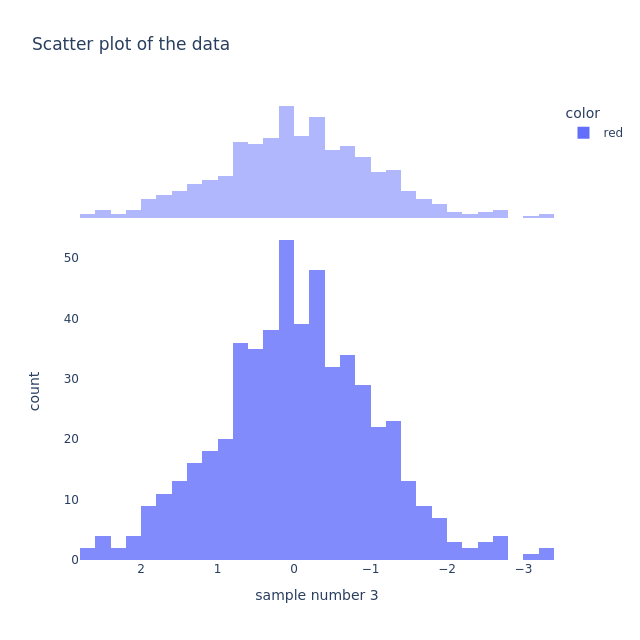 Scatter plot of the data
color
red
50
40
30
20
10
0
count
2 1 0 −1 −2 −3
sample number 3